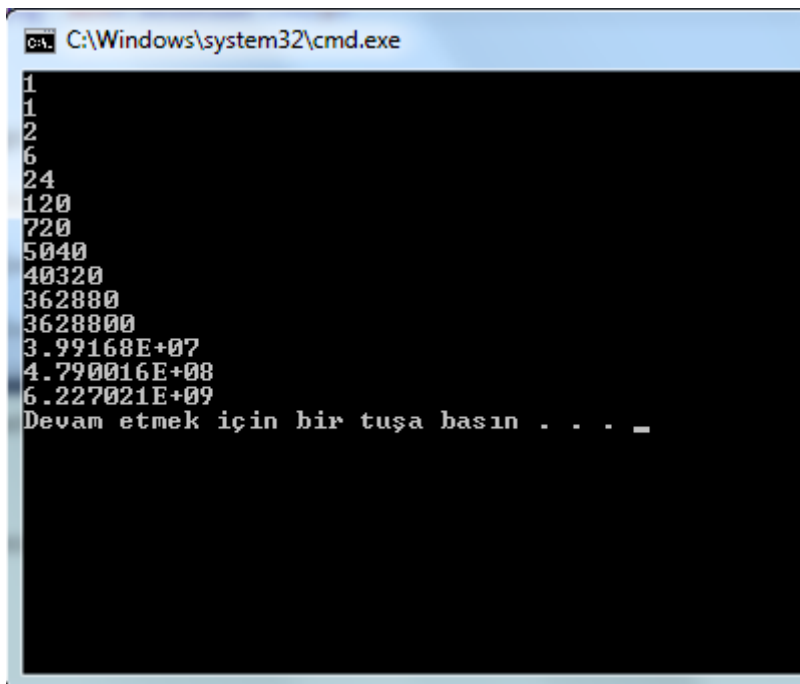 C:\Windows\system32\cmd.exe
1
1
2
6
24
120
720
5040
40320
362880
3628800
3.99168E+07
4.790016E+08
6.227021E+09
Devam etmek için bir tuşa basın . . . _